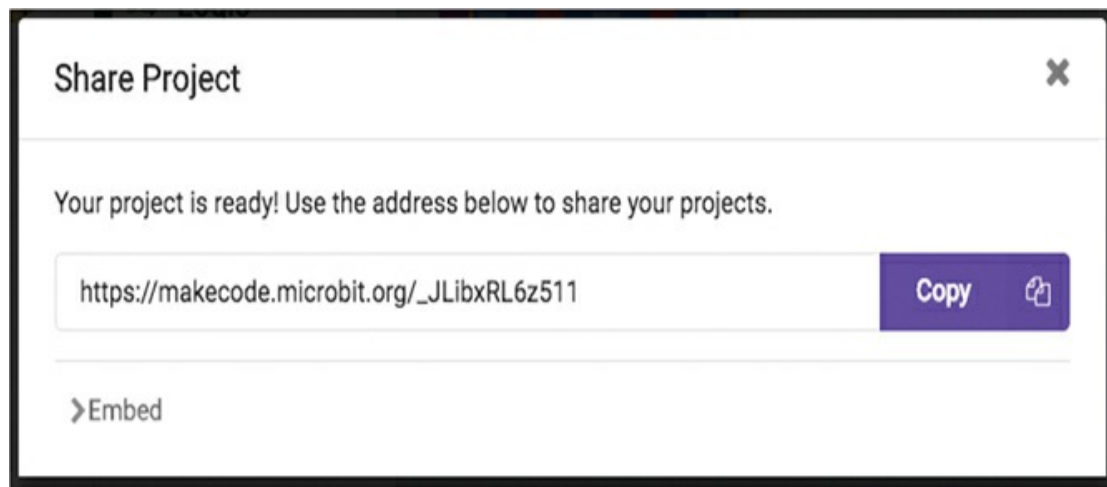 Share Project
Your project is ready! Use the address below to share your projects.
https://makecode.microbit.org/_JLibxRL6z511
Copy
Embed